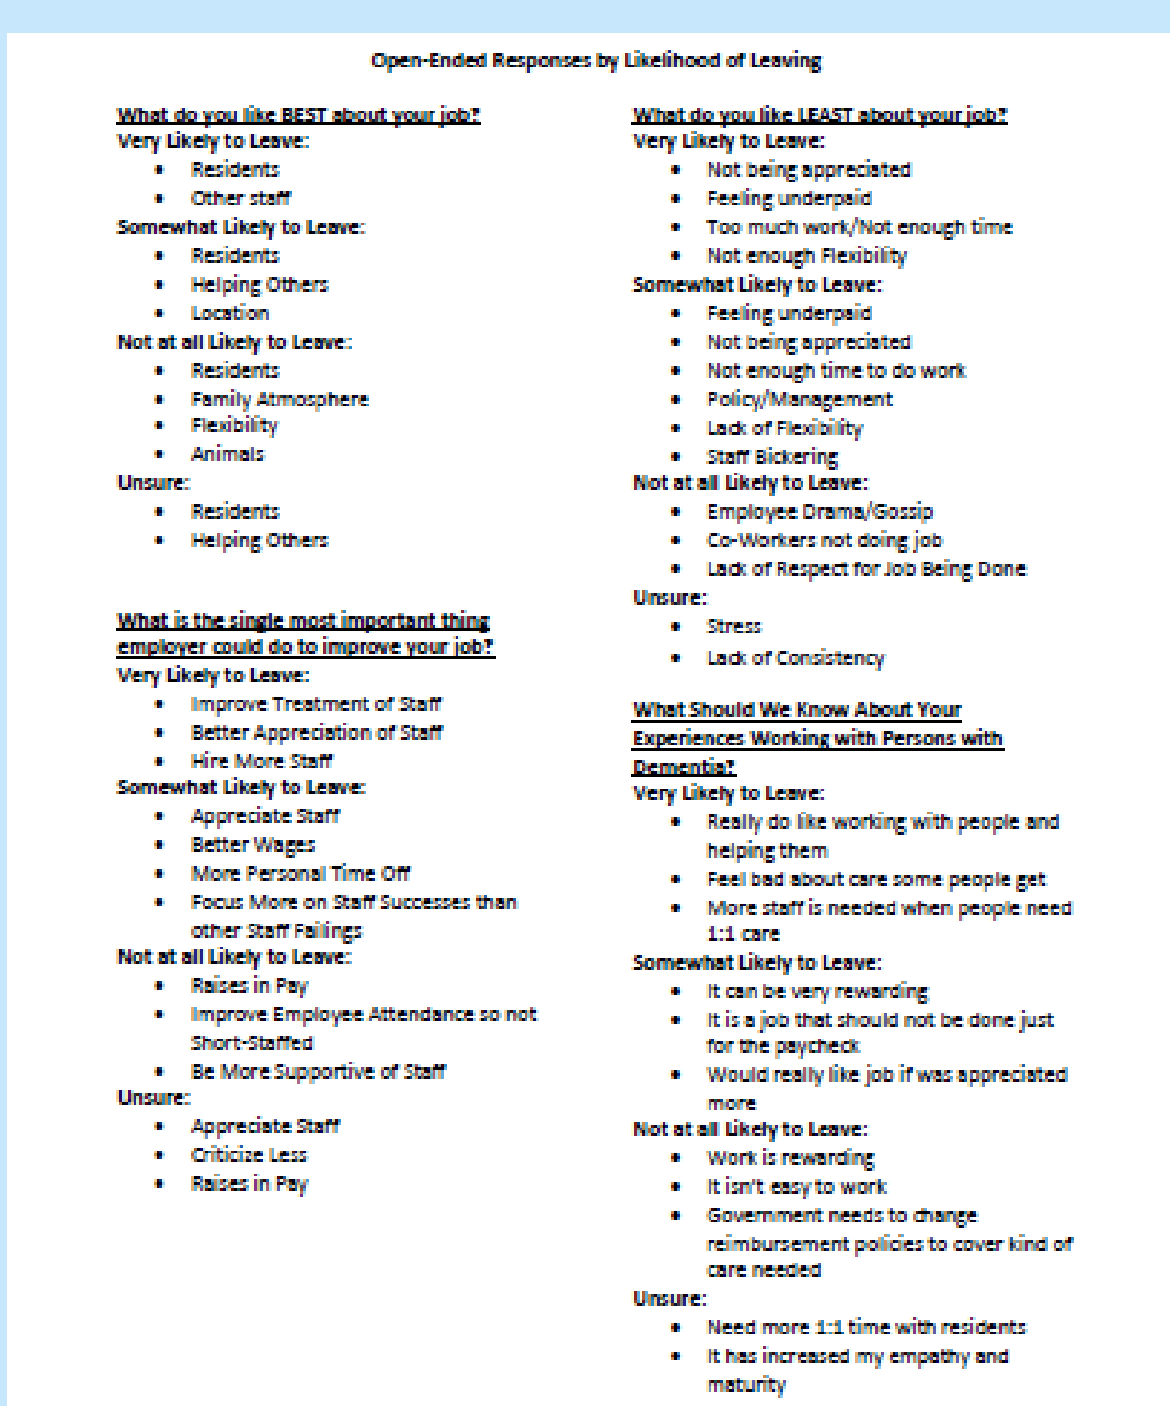 Open-Ended Responses by Likelihood of Leaving
What do you like BEST about your job?
Very Likely to Leave:
• Residents
• Other staff
Somewhat Likely to Leave:
• Residents
• Helping Others
• Location
Not at all Likely to Leave:
• Residents
• Family Atmosphere
• Flexibility
• Animals
Unsure:
• Residents
• Helping Others
What is the single most important thing
employer could do to improve your job?
Very Likely to Leave:
• Improve Treatment of Staff
• Better Appreciation of Staff
• Hire More Staff
Somewhat Likely to Leave:
• Appreciate Staff
• Better Wages
• More Personal Time Off
• Focus More on Staff Successes than
other Staff Failings
Not at all Likely to Leave:
• Raises in Pay
• Improve Employee Attendance so not
Short-Staffed
• Be More Supportive of Staff
Unsure:
• Appreciate Staff
• Criticize Less
• Raises in Pay
What do you like LEAST about your job?
Very Likely to Leave:
• Not being appreciated
• Feeling underpaid
• Too much work/Not enough time
• Not enough Flexibility
Somewhat Likely to Leave:
• Feeling underpaid
• Not being appreciated
• Not enough time to do work
• Policy/Management
• Lack of Flexibility
• Staff Bickering
Not at all Likely to Leave:
• Employee Drama/Gossip
• Co-Workers not doing job
• Lack of Respect for Job Being Done
Unsure:
• Stress
• Lack of Consistency
What Should We Know About Your
Experiences Working with Persons with
Dementia?
Very Likely to Leave:
• Really do like working with people and
helping them
• Feel bad about care some people get
• More staff is needed when people need
1:1 care
Somewhat Likely to Leave:
• It can be very rewarding
• It is a job that should not be done just
for the paycheck
• Would really like job if was appreciated
more
Not at all Likely to Leave:
• Work is rewarding
• It isn't easy to work
• Government needs to change
reimbursement policies to cover kind of
care needed
Unsure:
• Need more 1:1 time with residents
• It has increased my empathy and
maturity